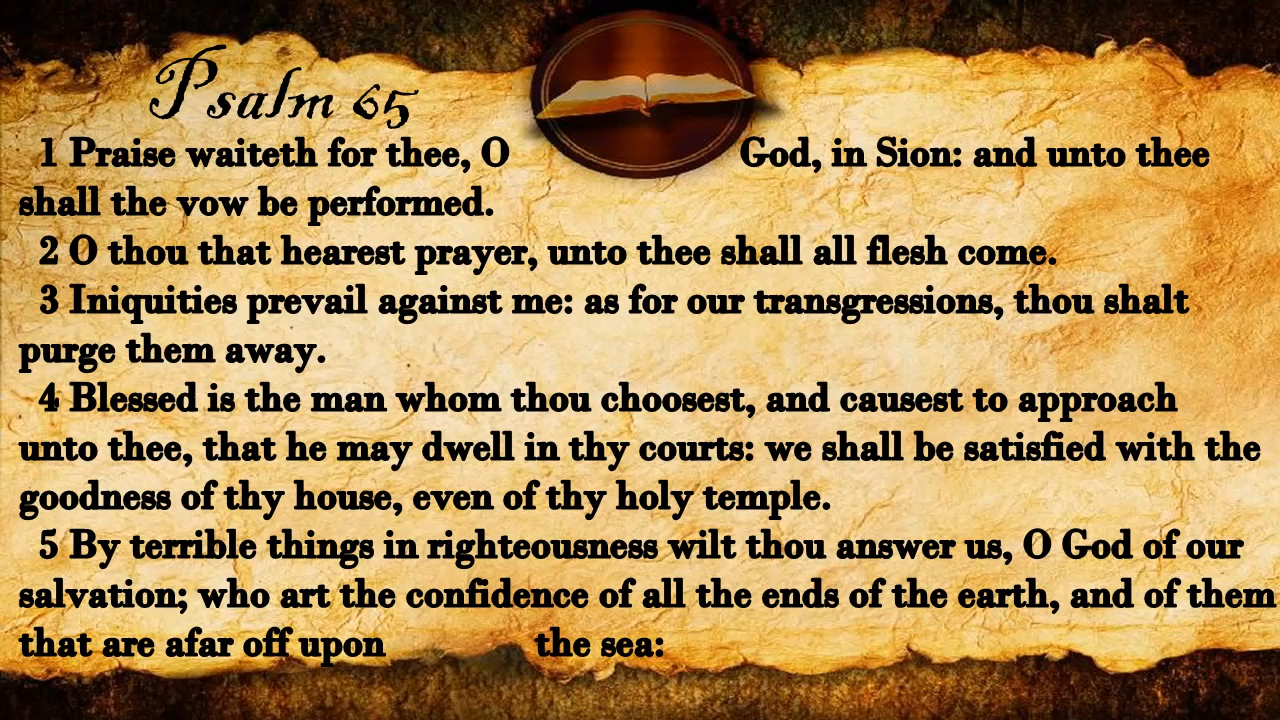 Psalm 65
1 Praise waiteth for thee, O God, in Sion: and unto thee
shall the vow be performed.
2 O thou that hearest prayer, unto thee shall all flesh come.
3 Iniquities prevail against me: as for our transgressions, thou shalt
purge them away.
4 Blessed is the man whom thou choosest, and causest to approach
unto thee, that he may dwell in thy courts: we shall be satisfied with the
goodness of thy house, even of thy holy temple.
5 By terrible things in righteousness wilt thou answer us, O God of our
salvation; who art the confidence of all the ends of the earth, and of them
that are afar off upon the sea: